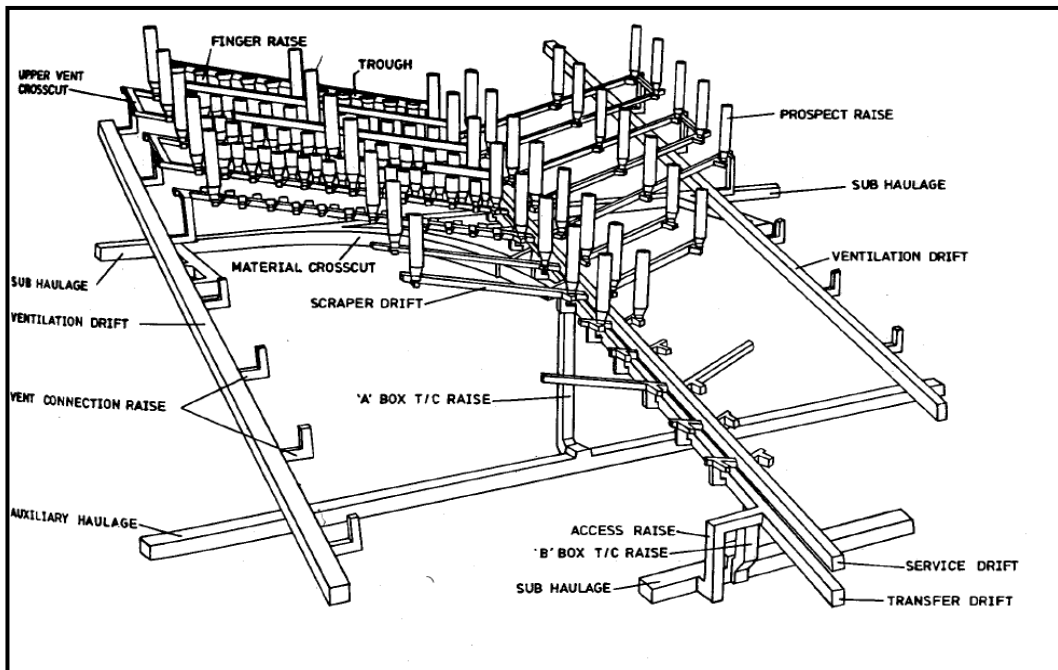 FINGER RAISE
TROUGH
UPPER VENT
CROSSCUT
PROSPECT RAISE
SUB HAULAGE
MATERIAL CROSSCUT
VENTILATION DRIFT
SUB HAULAGE
SCRAPER DRIFT
VENTILATION DRIFT
VENT CONNECTION RAISE
'A' BOX T/C RAISE
AUXILIARY HAULAGE
ACCESS RAISE
'B' BOX T/C RAISE
SUB HAULAGE
SERVICE DRIFT
TRANSFER DRIFT